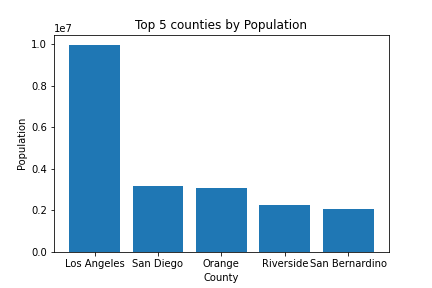 Top 5 counties by Population
1e7
1.0
0.8
0.6
0.4
0.2
0.0
Population
Los Angeles San Diego Orange Riverside San Bernardino
County